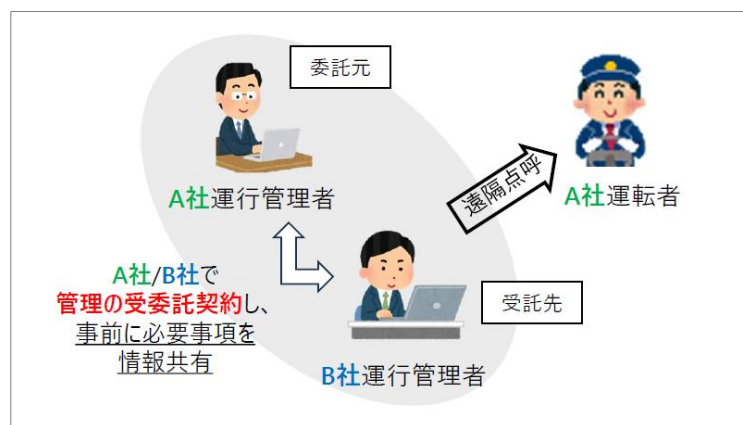 委託元
A社運行管理者
遠隔点呼
A社運転者
A社/B社で
管理の受委託契約し、
事前に必要事項を
情報共有
受託先
B社運行管理者